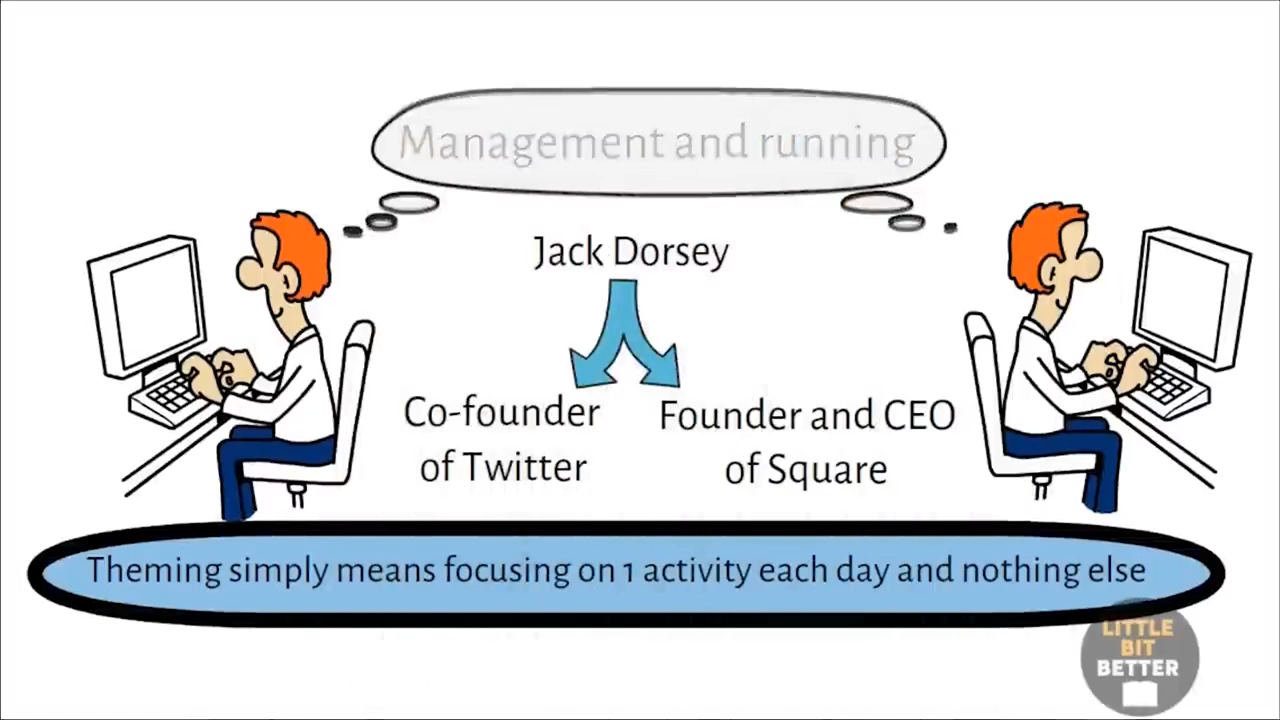 Management and running
Jack Dorsey
Co-founder
of Twitter
Founder and CEO
of Square
Theming simply means focusing on 1 activity each day and nothing else
LITTLE
BIT
BETTER